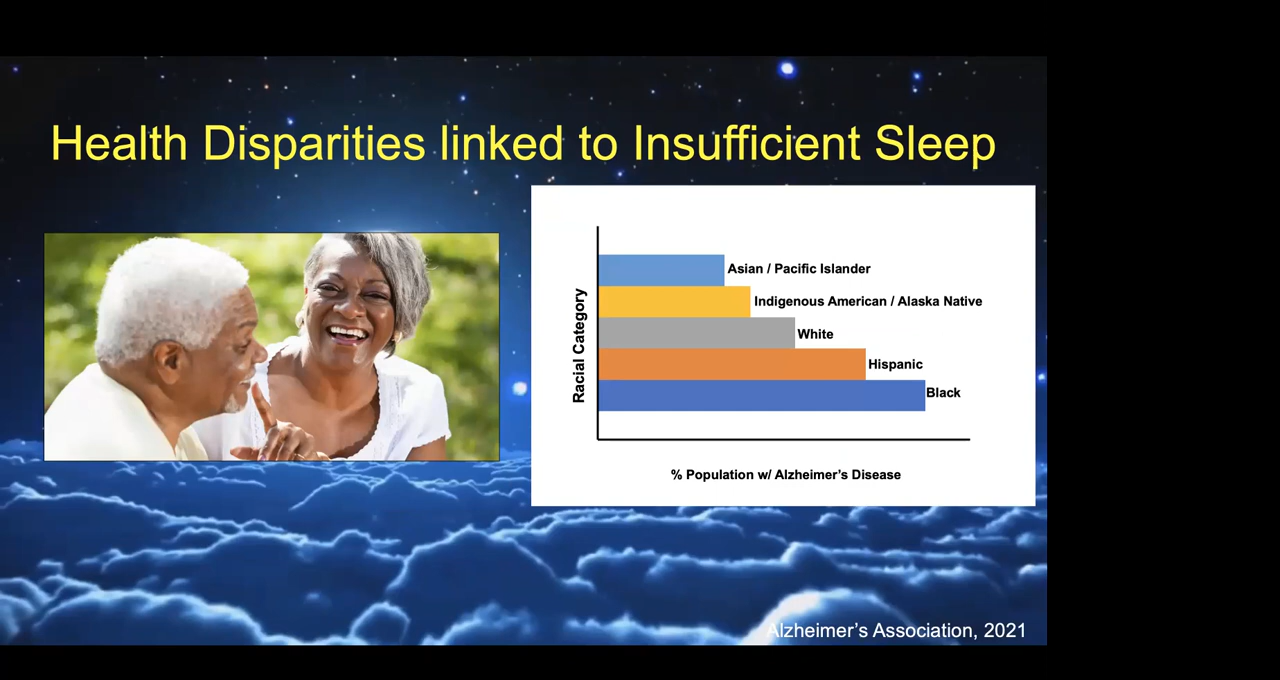 Health Disparities linked to Insufficient Sleep
Racial Category
Asian / Pacific Islander
Indigenous American / Alaska Native
White
Hispanic
Black
% Population w/ Alzheimer's Disease
Alzheimer's Association, 2021